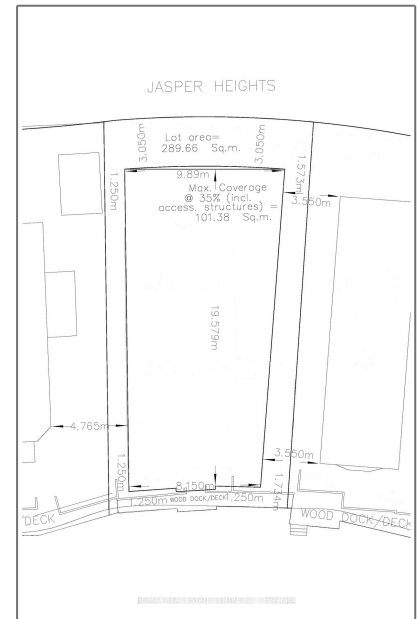 JASPER HEIGHTS
3.050m
Lot area=
289.66 Sq.m.
3.050m
1.250m
9.89m
1.573m
Max. Coverage
@ 35% (incl.
access. structures) =
101.38 Sq.m.
3.550m
19.579m
4.765m
3.550m
1.250m
8.150m
1.734m
1.250m
WOOD DOCK/DECK
1.250m
DECK
WOOD DOCK/DECK